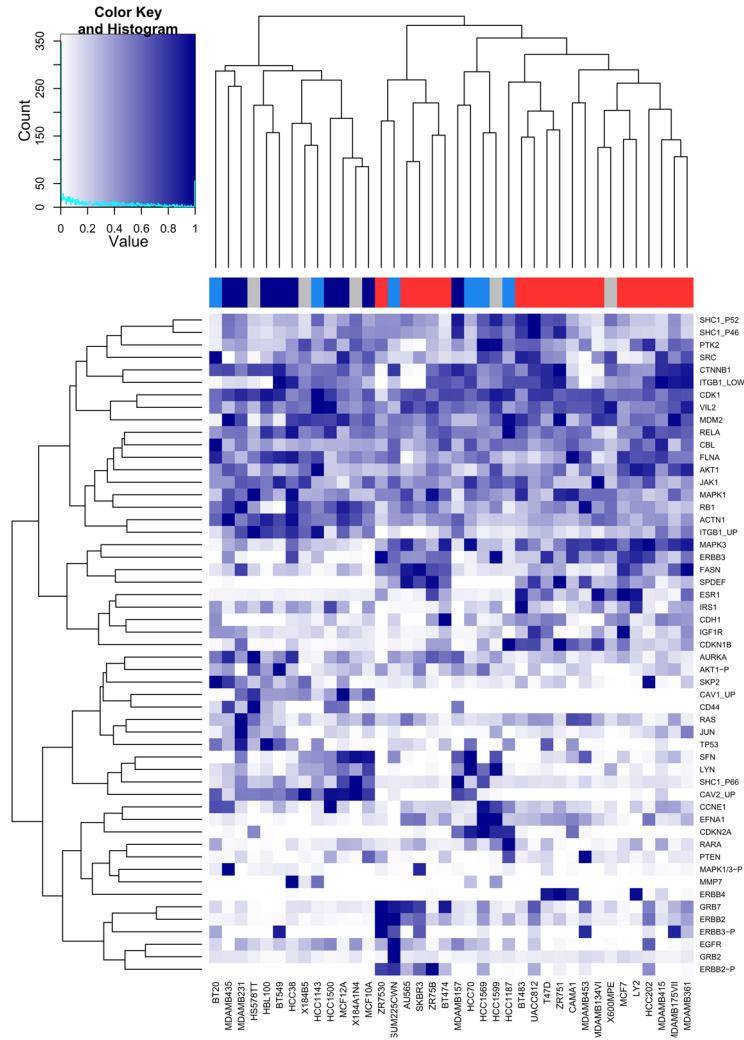 Color Key
and Histogram
Count
0
50
150
250
350
0
0.2
0.4
0.6
0.8
1
Value
SHC1_P52
SHC1_P46
PTK2
SRC
CTNNB1
ITGB1_LOW
CDK1
VIL2
MDM2
RELA
CBL
FLNA
AKT1
JAK1
MAPK1
RB1
ACTN1
ITGB1_UP
MAPK3
ERBB3
FASN
SPDEF
ESR1
IRS1
CDH1
IGF1R
CDKN1B
AURKA
AKT1-P
SKP2
CAV1_UP
CD44
RAS
JUN
TP53
SFN
LYN
SHC1_P66
CAV2_UP
CCNE1
EFNA1
CDKN2A
RARA
PTEN
MAPK1/3-P
MMP7
ERBB4
GRB7
ERBB2
ERBB3-P
EGFR
GRB2
ERBB2-P
BT20
MDAMB435
MDAMB231
HS578TT
HBL100
BT549
HCC38
X184B5
HCC1143
HCC1500
MCF12A
X184A1N4
MCF10A
ZR7530
SUM225CWN
AU565
SKBR3
ZR75B
BT474
MDAMB157
HCC70
HCC1569
HCC1599
HCC1187
BT483
UACC812
T47D
ZR751
CAMA1
MDAMB453
MDAMB134VI
X600MPE
MCF7
LY2
HCC202
MDAMB415
MDAMB175VII
MDAMB361